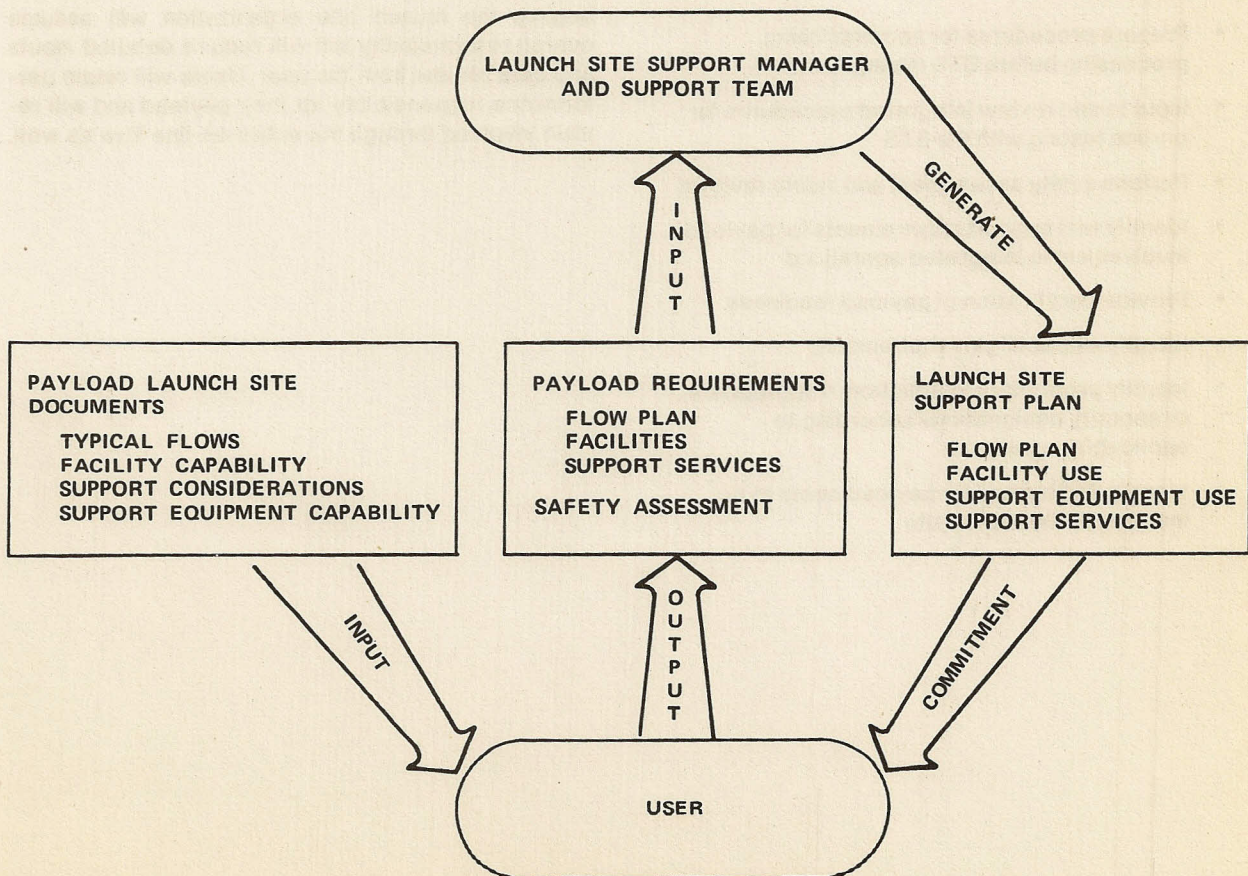 LAUNCH SITE SUPPORT MANAGER
AND SUPPORT TEAM
INPUT
GENERATE
PAYLOAD LAUNCH SITE
DOCUMENTS
TYPICAL FLOWS
FACILITY CAPABILITY
SUPPORT CONSIDERATIONS
SUPPORT EQUIPMENT CAPABILITY
PAYLOAD REQUIREMENTS
FLOW PLAN
FACILITIES
SUPPORT SERVICES
SAFETY ASSESSMENT
LAUNCH SITE
SUPPORT PLAN
FLOW PLAN
FACILITY USE
SUPPORT EQUIPMENT USE
SUPPORT SERVICES
INPUT
OUTPUT
COMMITMENT
USER